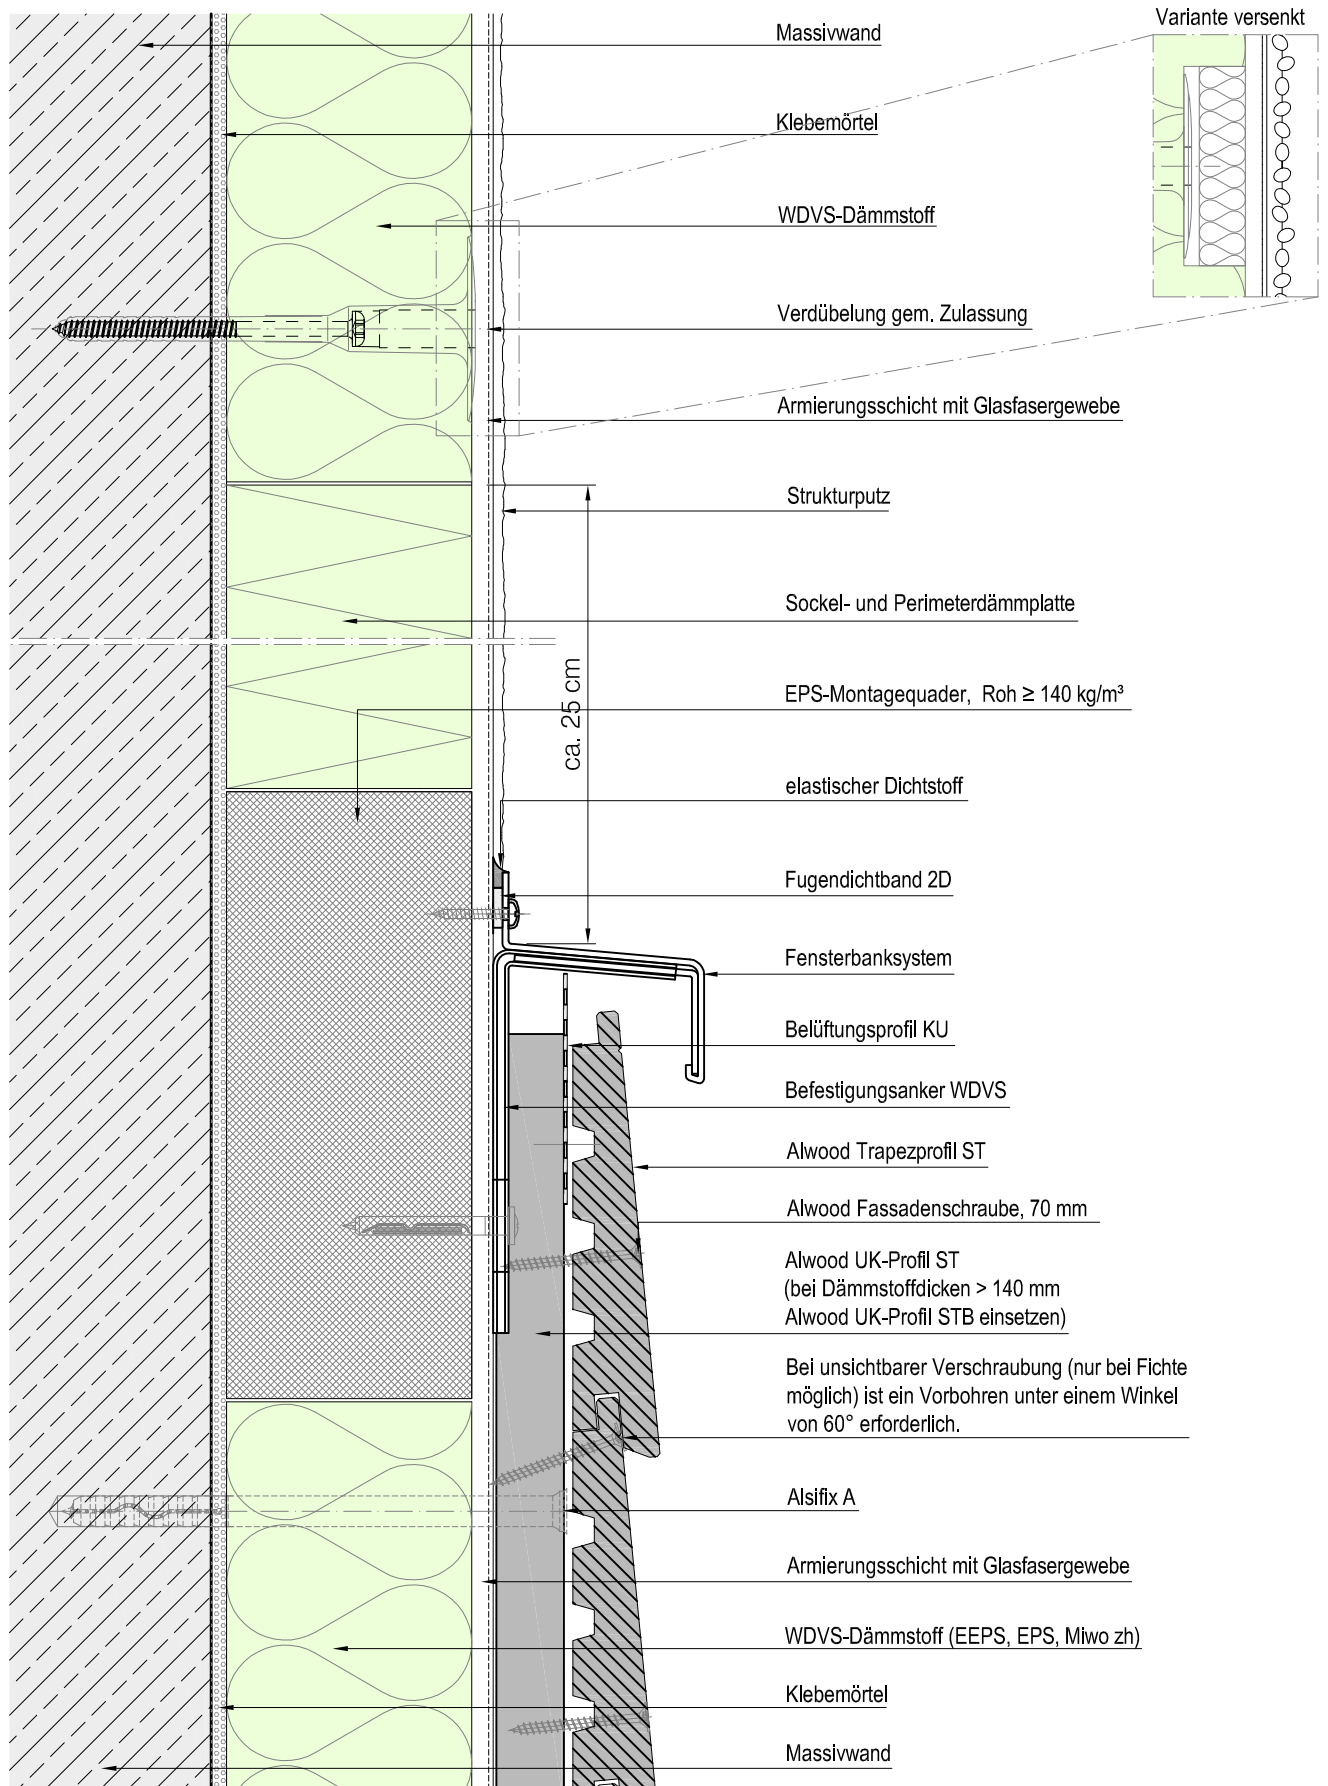 Variante versenkt
Massivwand
Klebemörtel
WDVS-Dämmstoff
Verdübelung gem. Zulassung
Armierungsschicht mit Glasfasergewebe
Strukturputz
Sockel- und Perimeterdämmplatte
EPS-Montagequader, Roh ≥ 140 kg/m³
ca. 25 cm
elastischer Dichtstoff
Fugendichtband 2D
Fensterbanksystem
Belüftungsprofil KU
Befestigungsanker WDVS
Alwood Trapezprofil ST
Alwood Fassadenschraube, 70 mm
Alwood UK-Profil ST
(bei Dämmstoffdicken > 140 mm
Alwood UK-Profil STB einsetzen)
Bei unsichtbarer Verschraubung (nur bei Fichte
möglich) ist ein Vorbohren unter einem Winkel
von 60° erforderlich.
Alsifix A
Armierungsschicht mit Glasfasergewebe
WDVS-Dämmstoff (EEPS, EPS, Miwo zh)
Klebemörtel
Massivwand